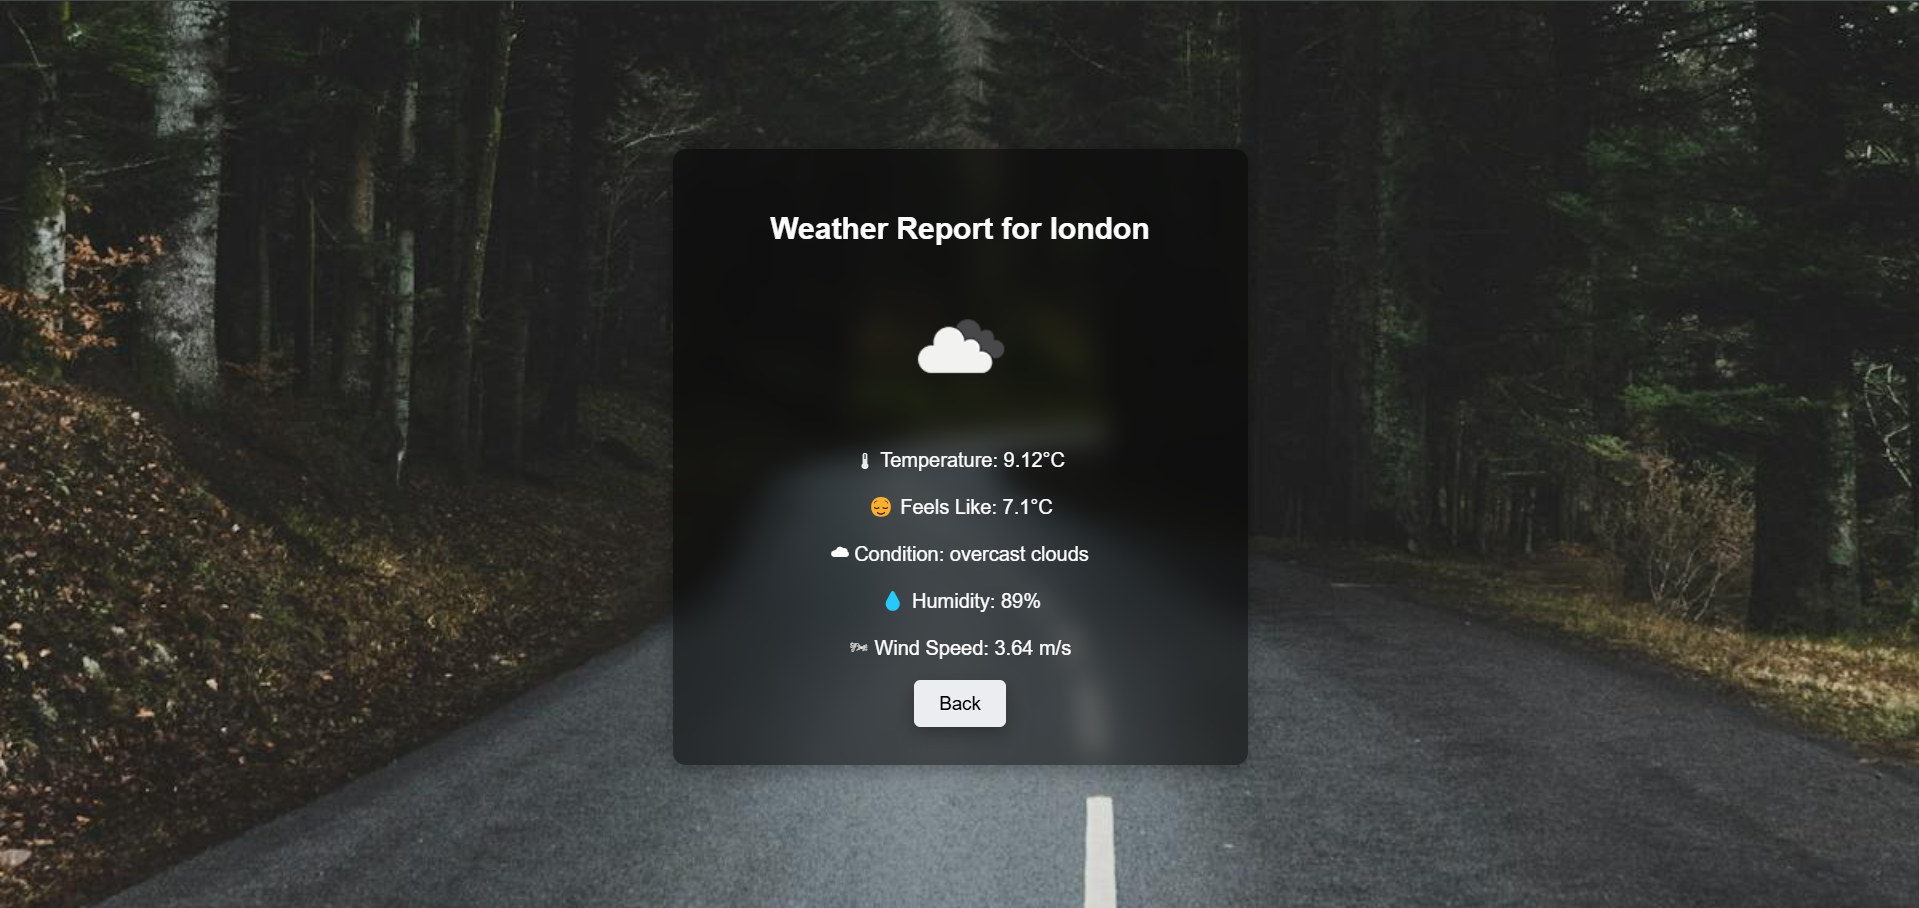 Weather Report for london
🌡 Temperature: 9.12°C
😌 Feels Like: 7.1°C
☁ Condition: overcast clouds
💧 Humidity: 89%
🌬 Wind Speed: 3.64 m/s
Back